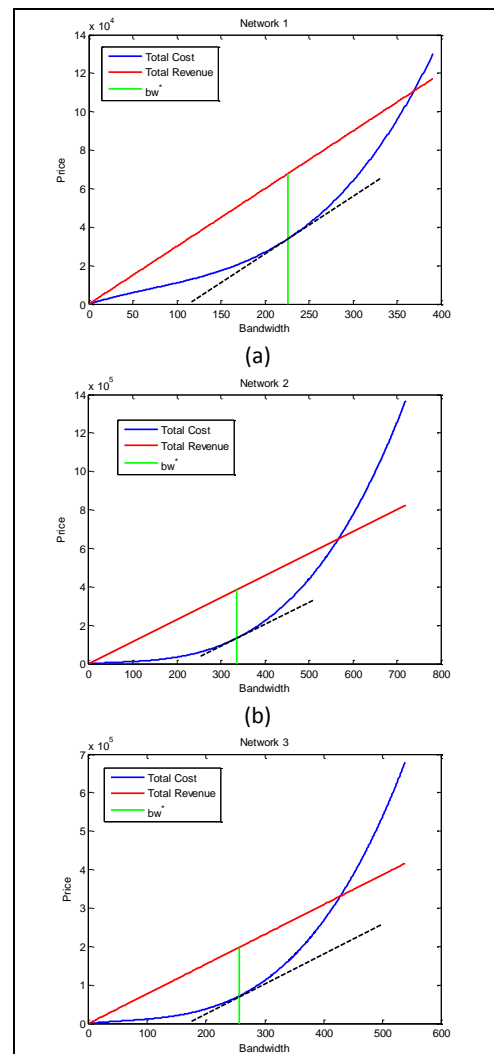 Network 1
x 10^4
14
12
10
8
6
4
2
0
Price
Total Cost
Total Revenue
bw*
0 50 100 150 200 250 300 350 400
Bandwidth
(a)
Network 2
x 10^5
14
12
10
8
6
4
2
0
Price
Total Cost
Total Revenue
bw*
0 100 200 300 400 500 600 700 800
Bandwidth
(b)
Network 3
x 10^5
7
6
5
4
3
2
1
0
Price
Total Cost
Total Revenue
bw*
0 100 200 300 400 500 600
Bandwidth